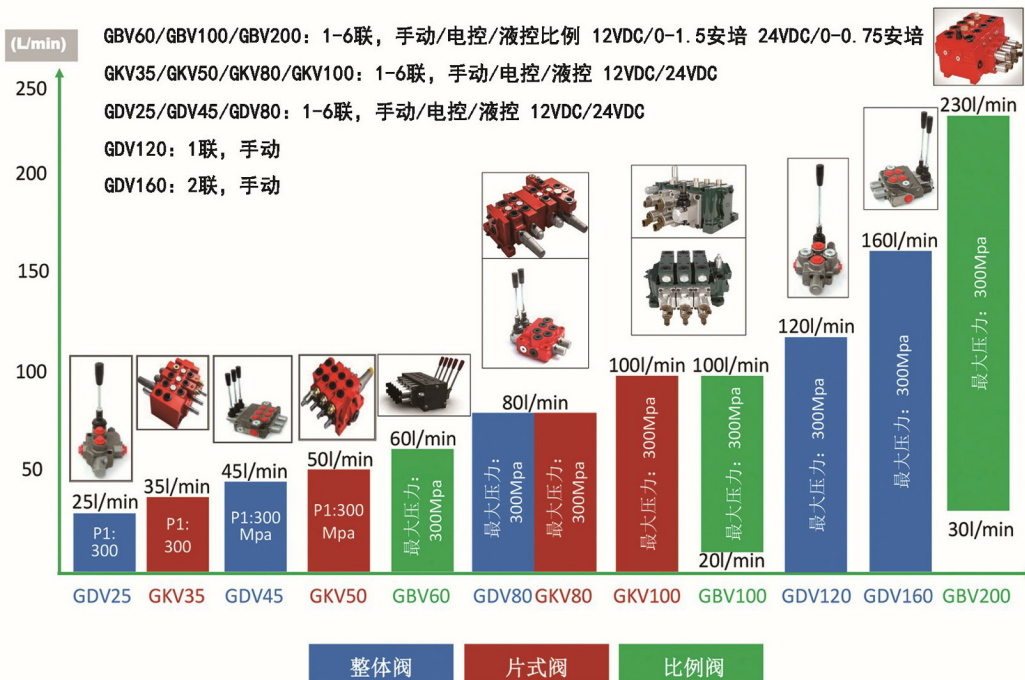 (L/min)
GBV60/GBV100/GBV200: 1-6联, 手动/电控/液控比例 12VDC/0-1.5安培 24VDC/0-0.75安培
GKV35/GKV50/GKV80/GKV100: 1-6联, 手动/电控/液控 12VDC/24VDC
GDV25/GDV45/GDV80: 1-6联, 手动/电控/液控 12VDC/24VDC
GDV120: 1联, 手动
GDV160: 2联, 手动
250
200
150
100
50
25l/min
P1:
300
35l/min
P1:
300
45l/min
P1:300
Mpa
50l/min
P1:300
Mpa
60l/min
最大压力:
300Mpa
80l/min
最大压力:
300Mpa
最大压力:
300Mpa
100l/min
最大压力: 300Mpa
100l/min
最大压力: 300Mpa
20l/min
120l/min
最大压力: 300Mpa
160l/min
最大压力: 300Mpa
230l/min
最大压力: 300Mpa
30l/min
GDV25
GKV35
GDV45
GKV50
GBV60
GDV80
GKV80
GKV100
GBV100
GDV120
GDV160
GBV200
整体阀
片式阀
比例阀